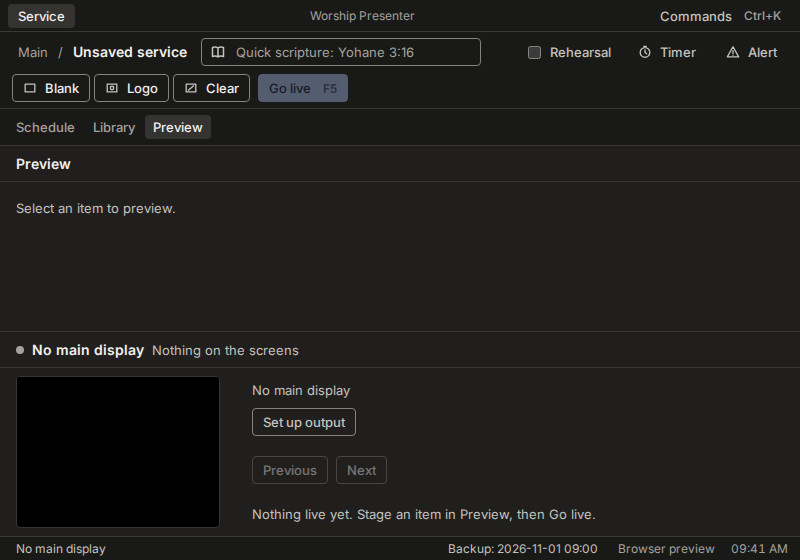 Service Worship Presenter Commands Ctrl+K
Main / Unsaved service Quick scripture: Yohane 3:16 Rehearsal Timer Alert
Blank Logo Clear Go live F5
Schedule Library Preview
Preview
Select an item to preview.
No main display Nothing on the screens
No main display
Set up output
Previous Next
Nothing live yet. Stage an item in Preview, then Go live.
No main display Backup: 2026-11-01 09:00 Browser preview 09:41 AM